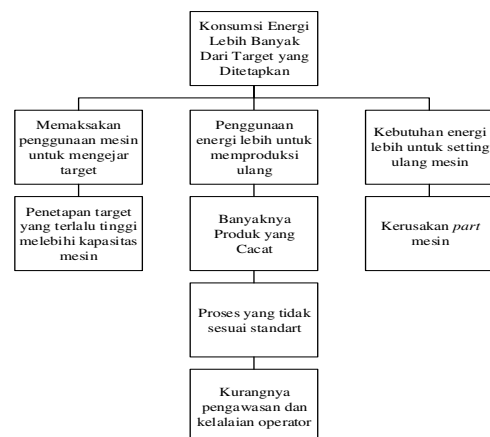 Konsumsi Energi
Lebih Banyak
Dari Target yang
Ditetapkan
Memaksakan
penggunaan mesin
untuk mengejar
target
Penggunaan
energi lebih untuk
memproduksi
ulang
Kebutuhan energi
lebih untuk setting
ulang mesin
Penetapan target
yang terlalu tinggi
melebihi kapasitas
mesin
Banyaknya
Produk yang
Cacat
Kerusakan part
mesin
Proses yang tidak
sesuai standart
Kurangnya
pengawasan dan
kelalaian operator